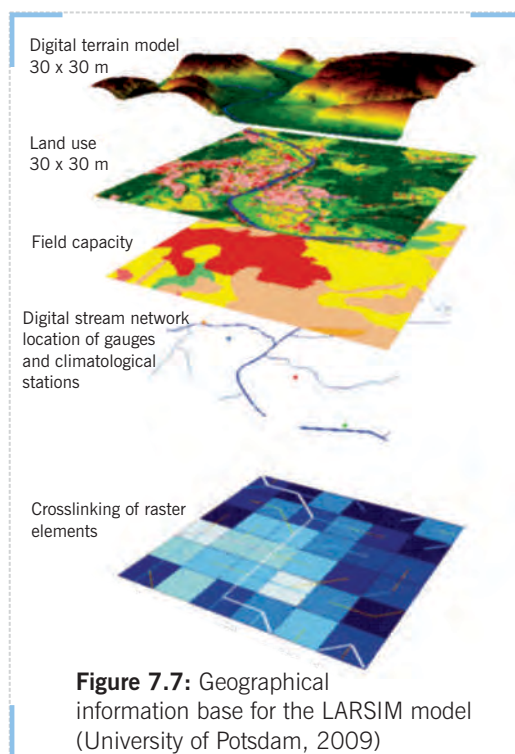 Digital terrain model
30 x 30 m
Land use
30 x 30 m
Field capacity
Digital stream network
location of gauges
and climatological
stations
Crosslinking of raster
elements
Figure 7.7: Geographical
information base for the LARSIM model
(University of Potsdam, 2009)